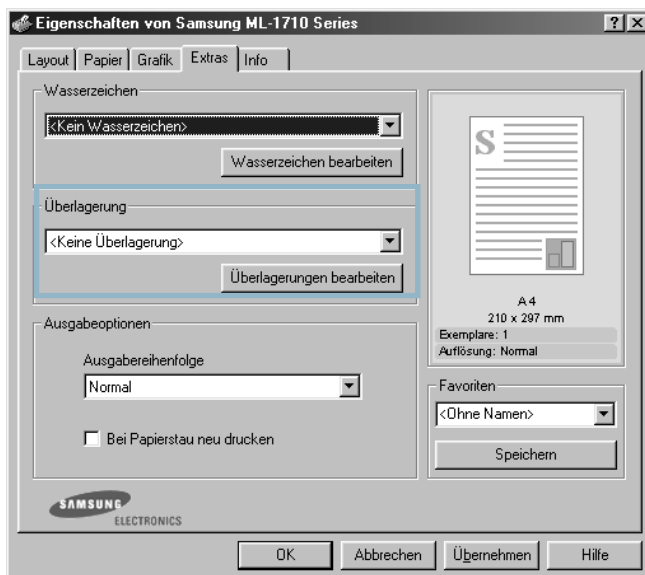 Eigenschaften von Samsung ML-1710 Series
Layout Papier Grafik Extras Info
Wasserzeichen
<Kein Wasserzeichen>
Wasserzeichen bearbeiten
Überlagerung
<Keine Überlagerung>
Überlagerungen bearbeiten
Ausgabeoptionen
Ausgabereihenfolge
Normal
Bei Papierstau neu drucken
S
A4
210 x 297 mm
Exemplare: 1
Auflösung: Normal
Favoriten
<Ohne Namen>
Speichern
SAMSUNG
ELECTRONICS
OK Abbrechen Übernehmen Hilfe